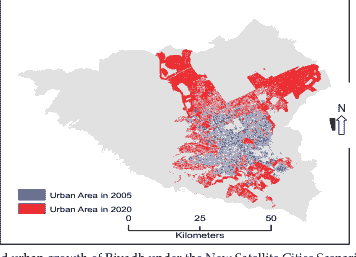 N
Urban Area in 2005
Urban Area in 2020
0 25 50
Kilometers
d urban growth of Riyadh under the New Satellite Cities Scenari